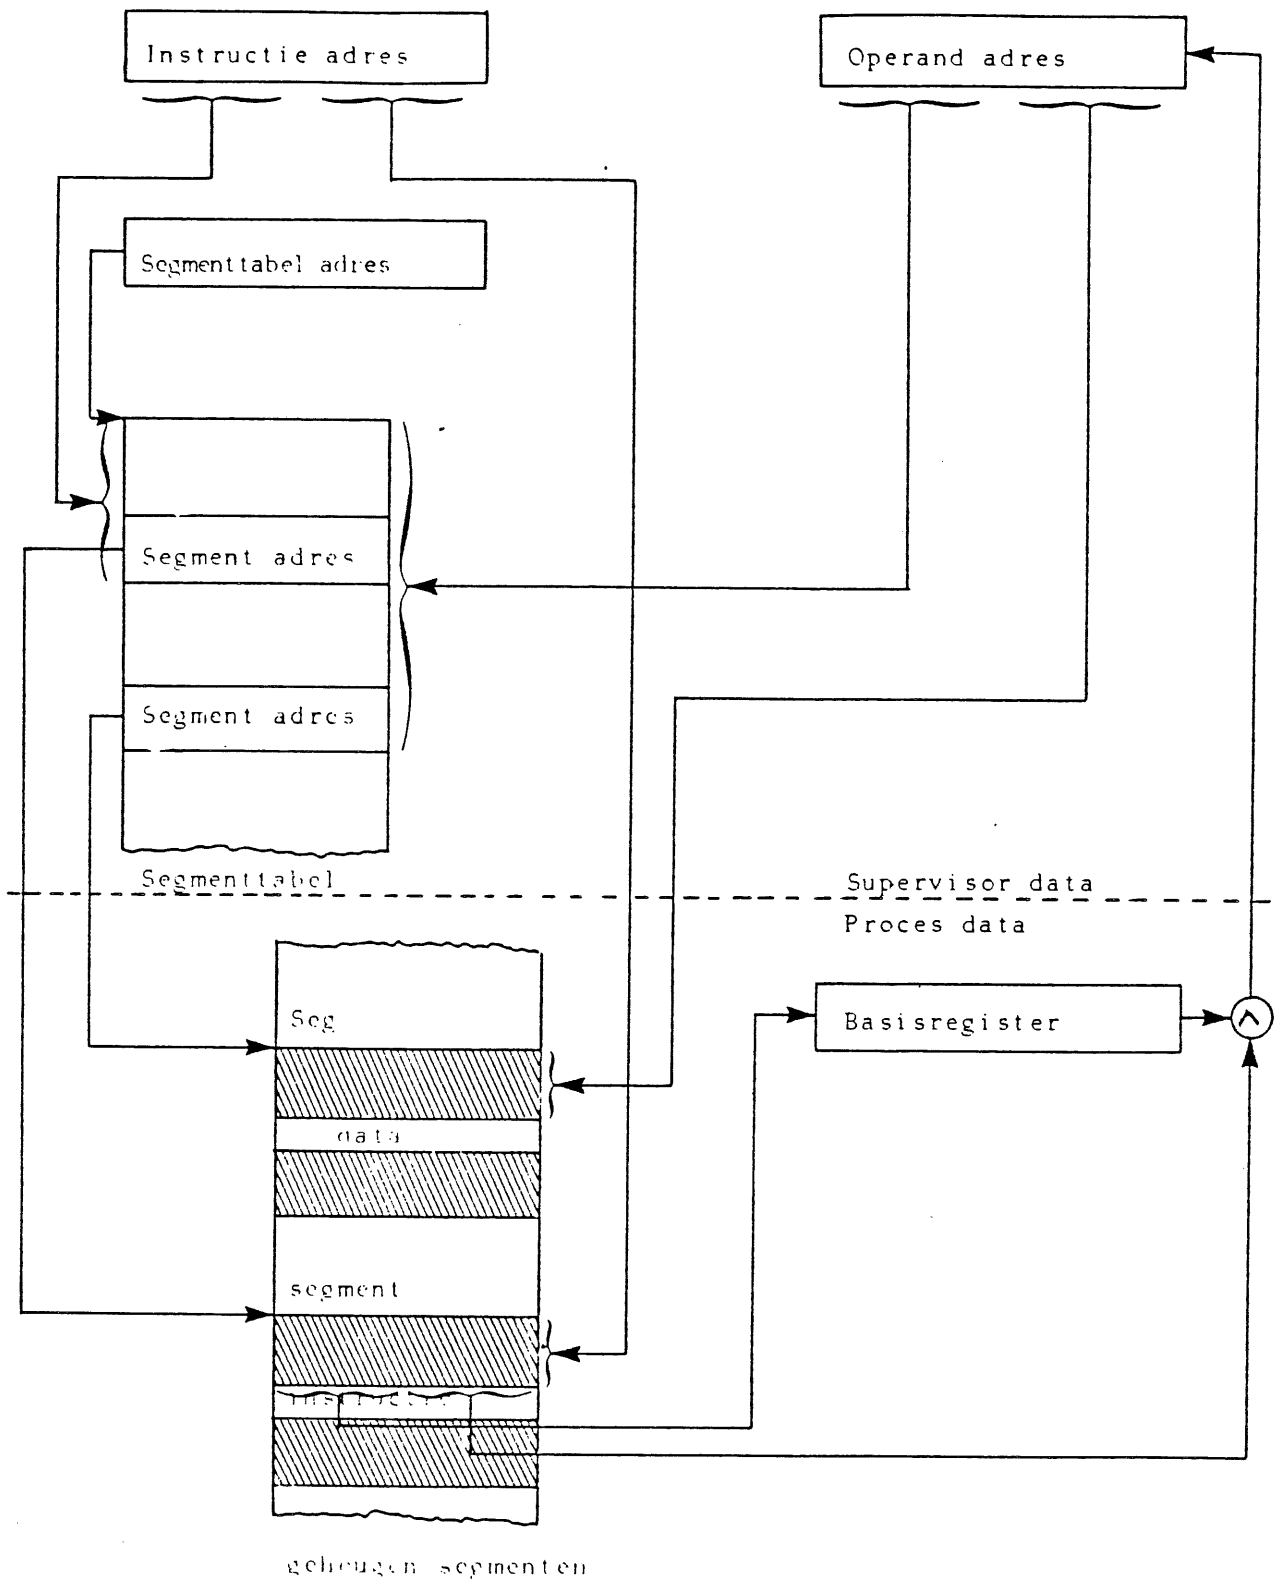 Instructie adres
Operand adres
Segmenttabel adres
Segment adres
Segment adres
Segmenttabel
Supervisor data
Proces data
Seg
Basisregister
data
segment
instructie
geheugen segmenten